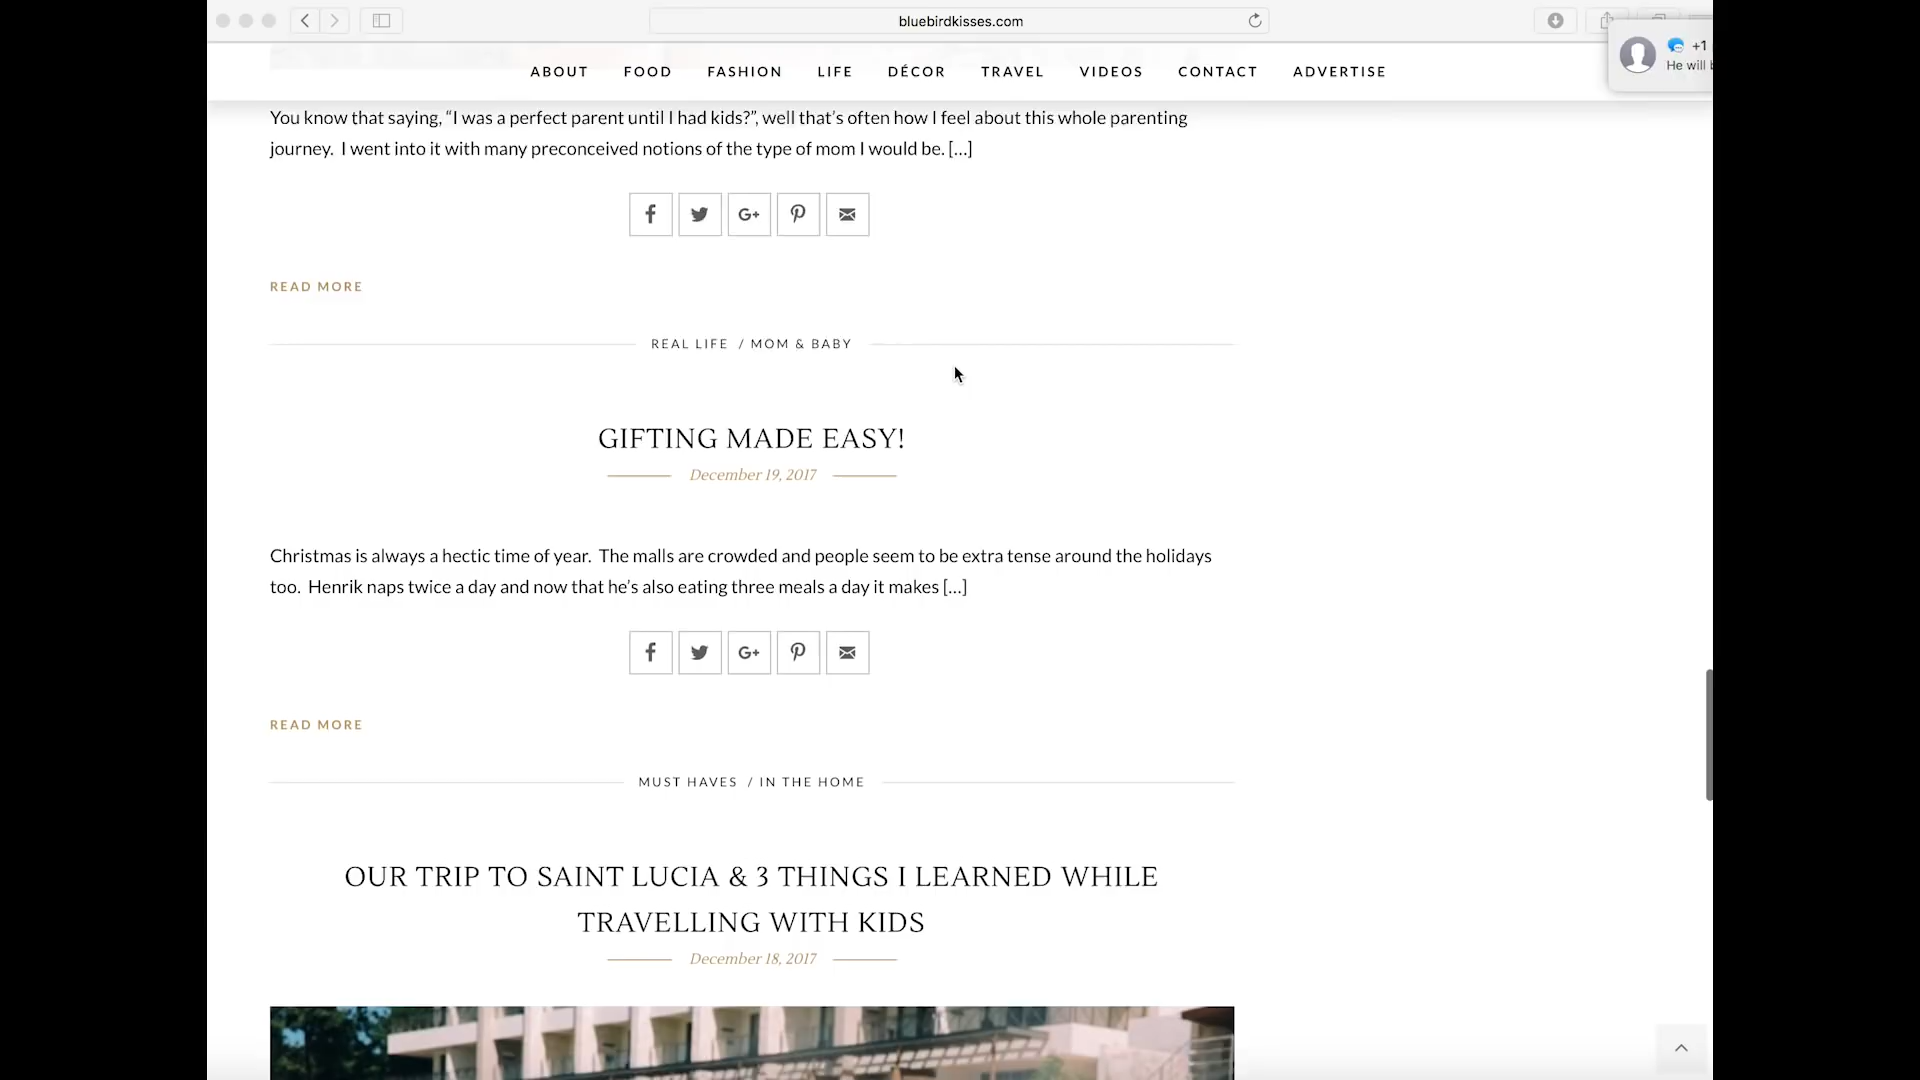 bluebirdkisses.com
+1
He will
ABOUT FOOD FASHION LIFE DÉCOR TRAVEL VIDEOS CONTACT ADVERTISE
You know that saying, “I was a perfect parent until I had kids?”, well that’s often how I feel about this whole parenting
journey. I went into it with many preconceived notions of the type of mom I would be. […]
G+
READ MORE
REAL LIFE / MOM & BABY
GIFTING MADE EASY!
December 19, 2017
Christmas is always a hectic time of year. The malls are crowded and people seem to be extra tense around the holidays
too. Henrik naps twice a day and now that he’s also eating three meals a day it makes […]
G+
READ MORE
MUST HAVES / IN THE HOME
OUR TRIP TO SAINT LUCIA & 3 THINGS I LEARNED WHILE
TRAVELLING WITH KIDS
December 18, 2017